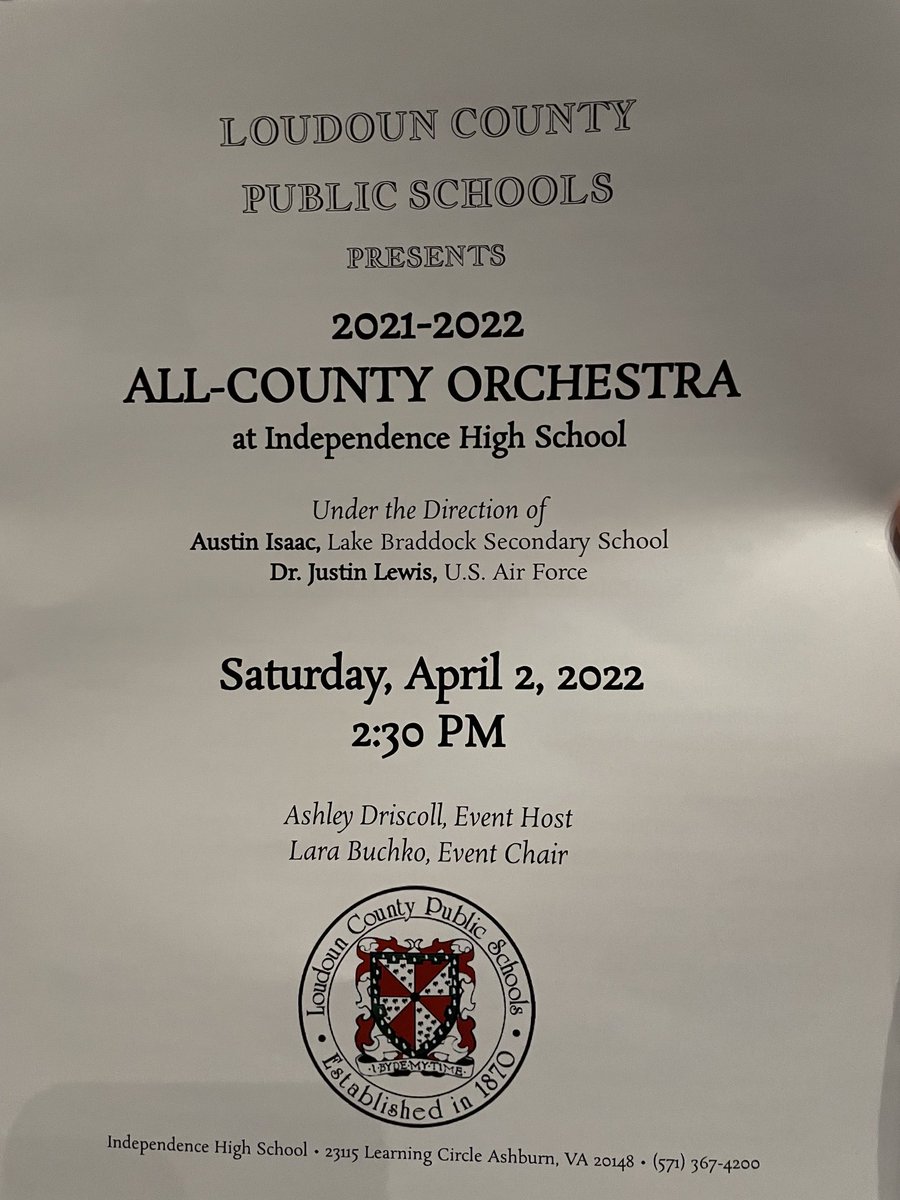 LOUDOUN COUNTY
PUBLIC SCHOOLS
PRESENTS
2021-2022
ALL-COUNTY ORCHESTRA
at Independence High School
Under the Direction of
Austin Isaac, Lake Braddock Secondary School
Dr. Justin Lewis, U.S. Air Force
Saturday, April 2, 2022
2:30 PM
Ashley Driscoll, Event Host
Lara Buchko, Event Chair
Loudoun County Public Schools
·I·BYDE·MY·TIME·
• Established in 1870 •
Independence High School • 23115 Learning Circle Ashburn, VA 20148 • (571) 367-4200